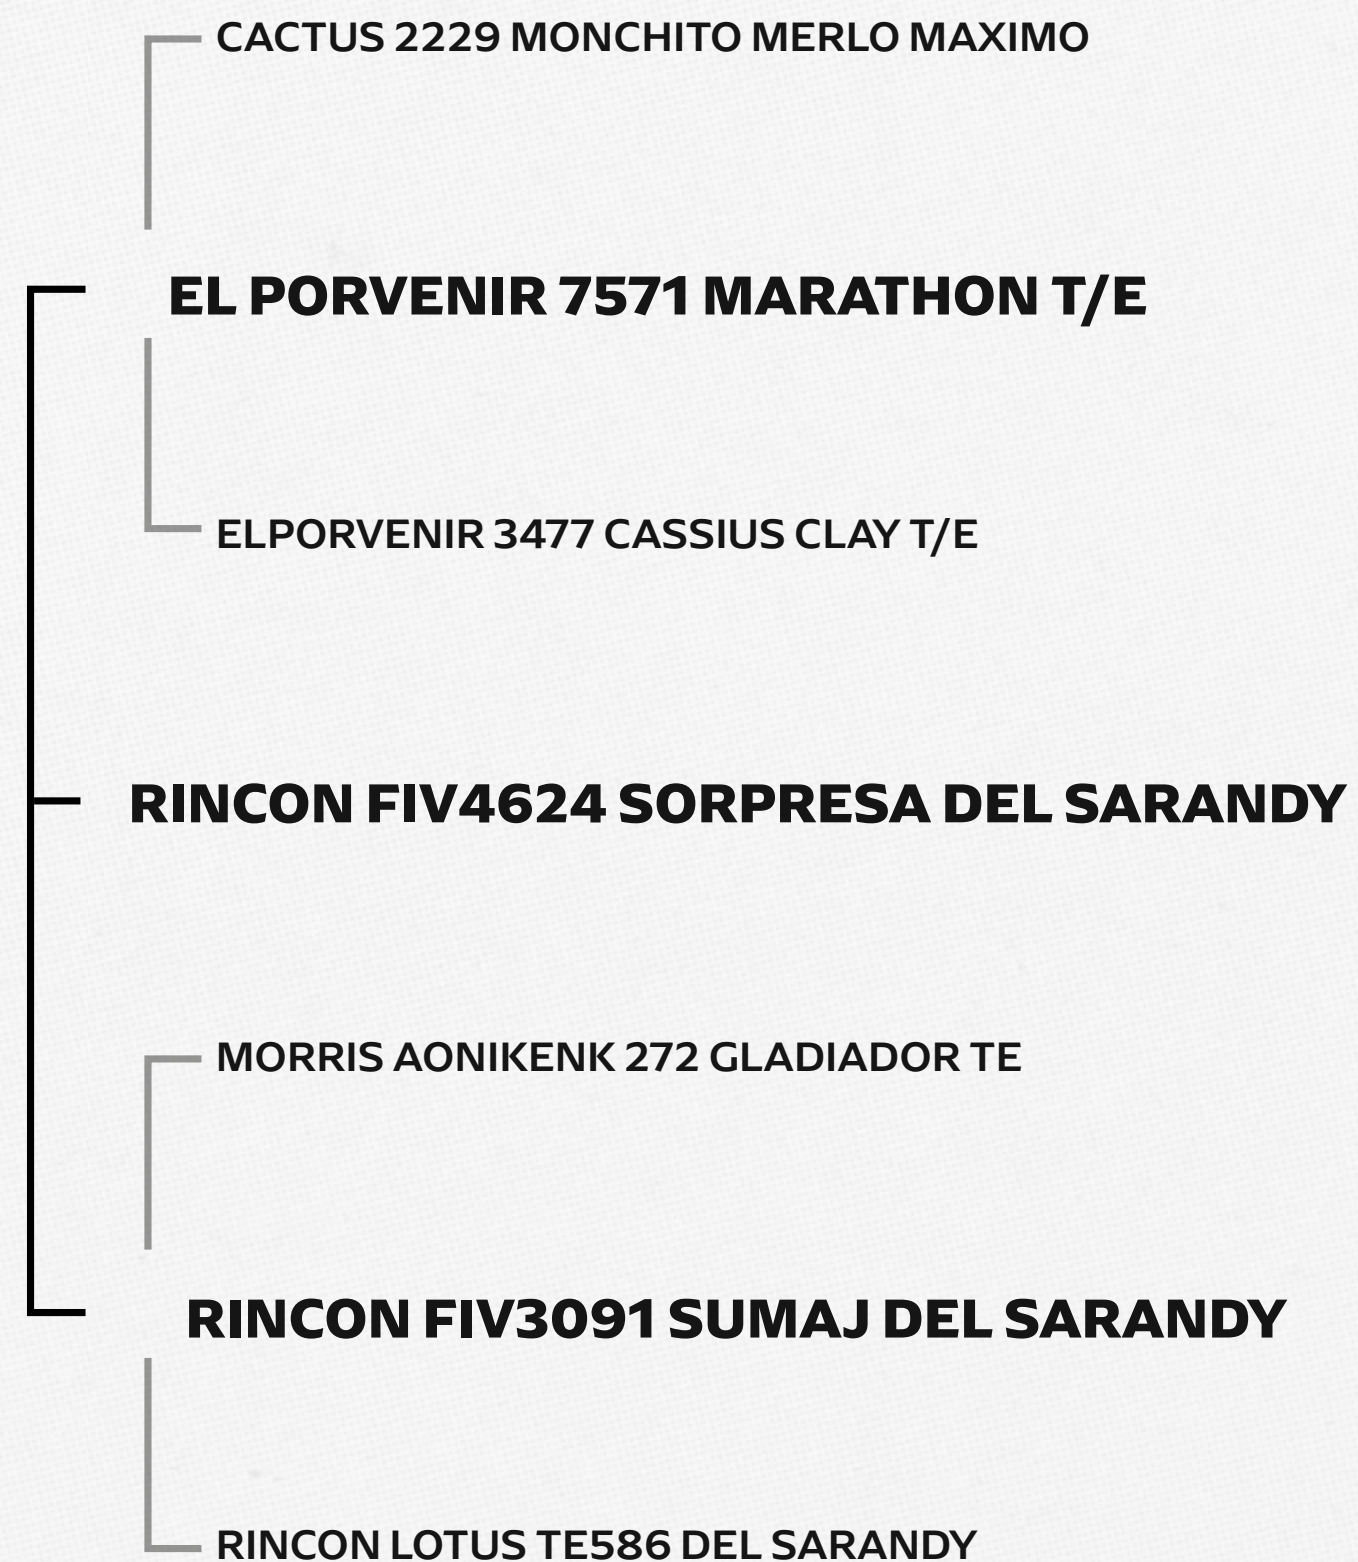 CACTUS 2229 MONCHITO MERLO MAXIMO
EL PORVENIR 7571 MARATHON T/E
ELPORVENIR 3477 CASSIUS CLAY T/E
RINCON FIV4624 SORPRESA DEL SARANDY
MORRIS AONIKENK 272 GLADIADOR TE
RINCON FIV3091 SUMAJ DEL SARANDY
RINCON LOTUS TE586 DEL SARANDY